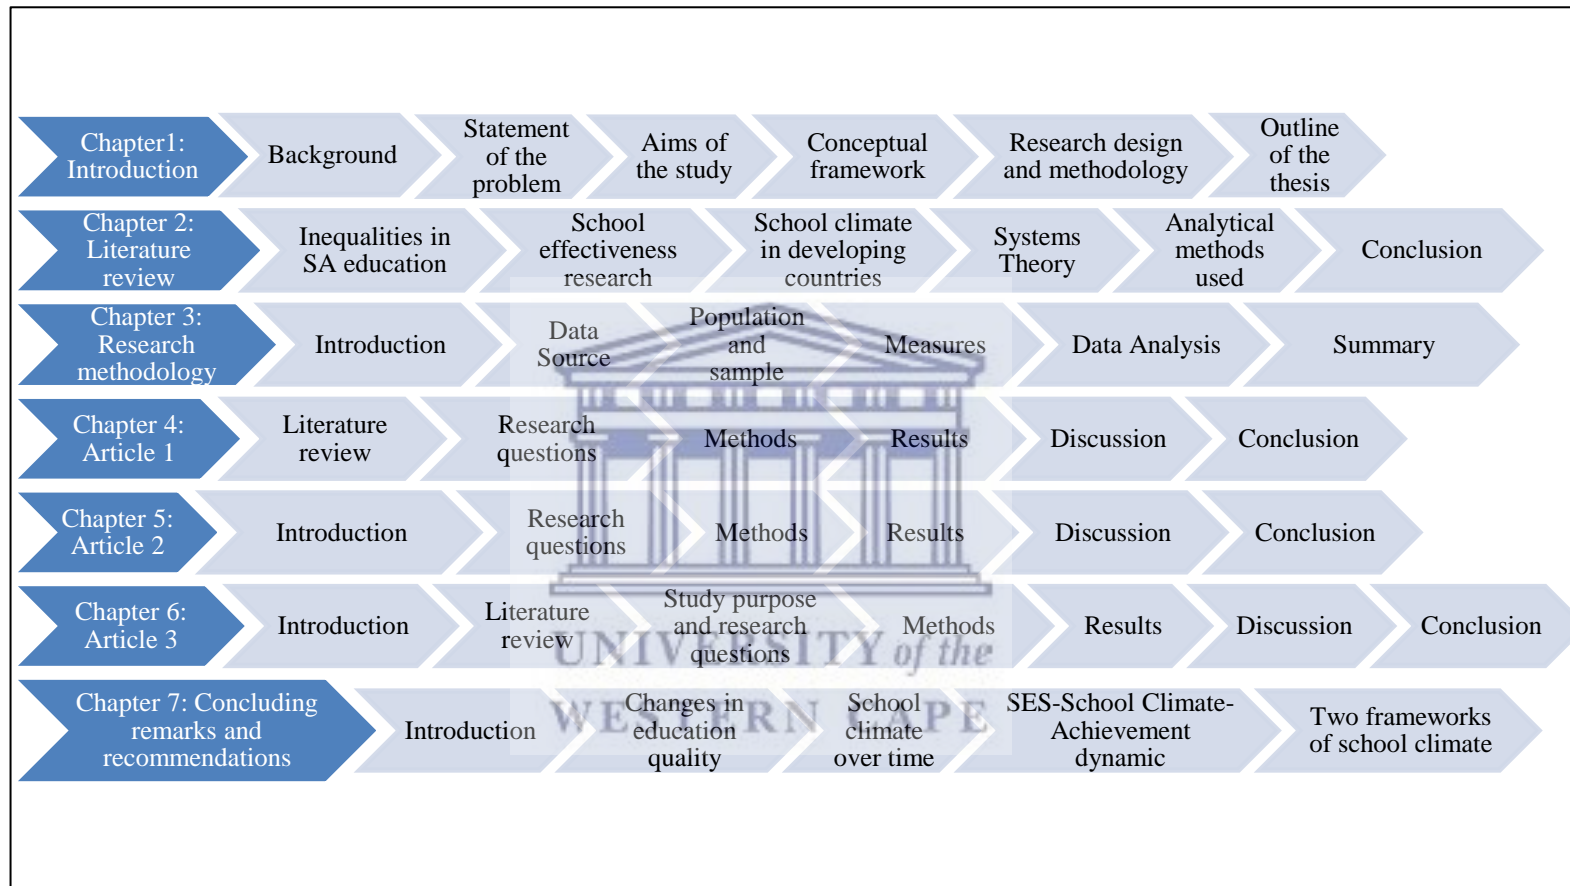 Chapter1:
Introduction
Background
Statement
of the
problem
Aims of
the study
Conceptual
framework
Research design
and methodology
Outline
of the
thesis
Chapter 2:
Literature
review
Inequalities in
SA education
School
effectiveness
research
School climate
in developing
countries
Systems
Theory
Analytical
methods
used
Conclusion
Chapter 3:
Research
methodology
Introduction
Data
Source
Population
and
sample
Measures
Data Analysis
Summary
Chapter 4:
Article 1
Literature
review
Research
questions
Methods
Results
Discussion
Conclusion
Chapter 5:
Article 2
Introduction
Research
questions
Methods
Results
Discussion
Conclusion
Chapter 6:
Article 3
Introduction
Literature
review
Study purpose
and research
questions
Methods
Results
Discussion
Conclusion
Chapter 7: Concluding
remarks and
recommendations
Introduction
Changes in
education
quality
School
climate
over time
SES-School Climate-
Achievement
dynamic
Two frameworks
of school climate
UNIVERSITY of the
WESTERN CAPE